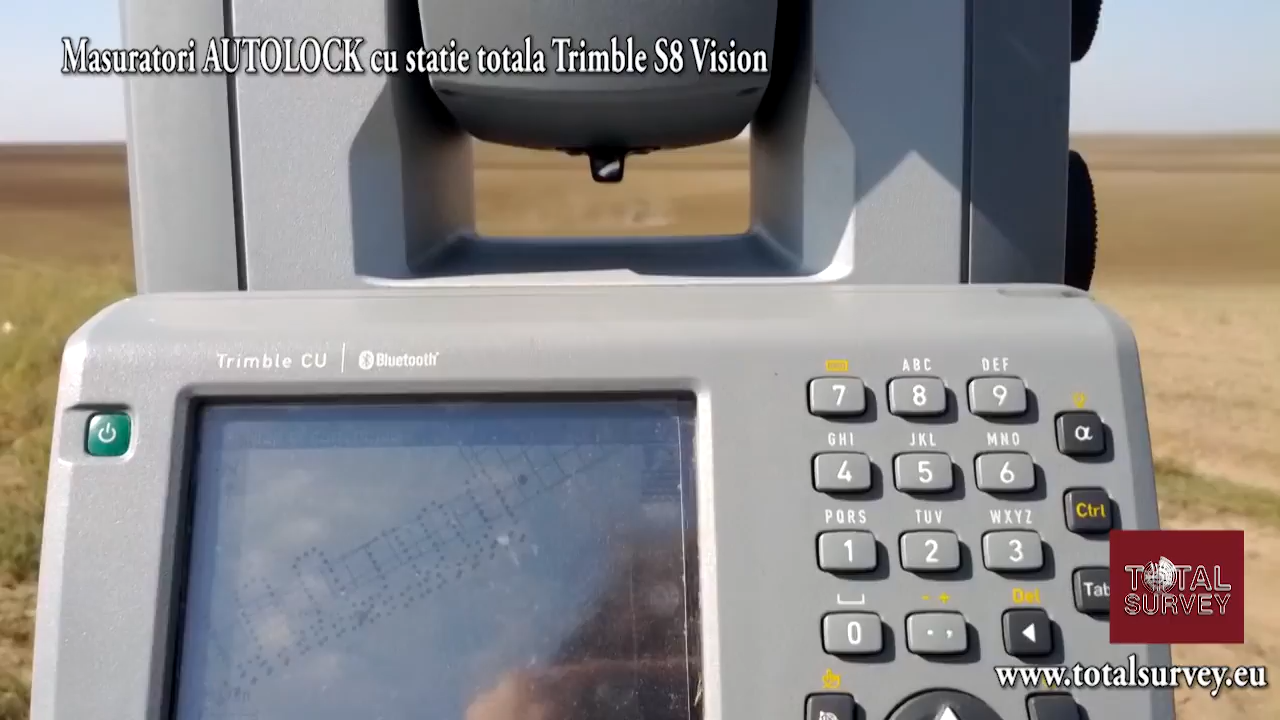 Masuratori AUTOLOCK cu statie totala Trimble S8 Vision
Trimble CU | Bluetooth
ABC DEF
7 8 9
α
GHI JKL MNO
4 5 6
Ctrl
PQRS TUV WXYZ
1 2 3
Tab
- + Del
0 . ,
TOTAL
SURVEY
www.totalsurvey.eu